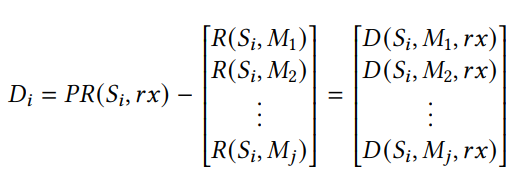 D_i = PR(S_i, rx) − [R(S_i, M_1) R(S_i, M_2) ⋮ R(S_i, M_j)] = [D(S_i, M_1, rx) D(S_i, M_2, rx) ⋮ D(S_i, M_j, rx)]